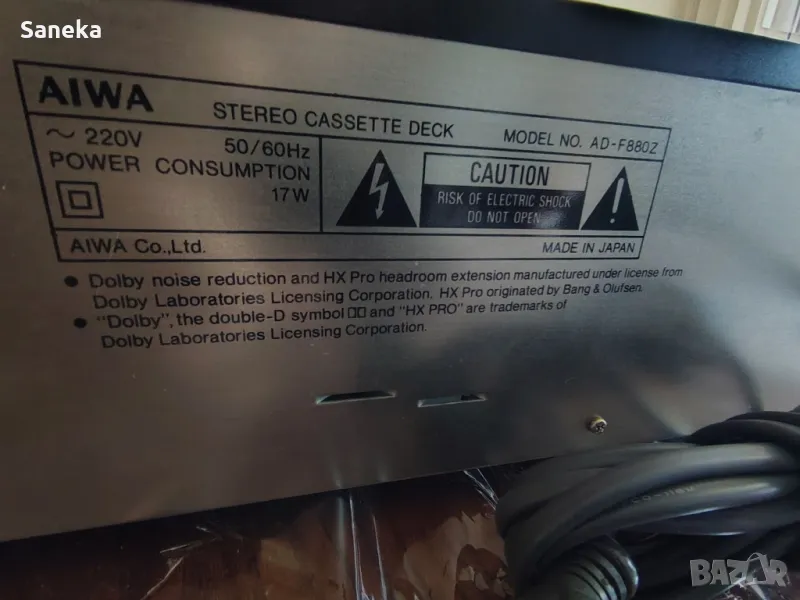 Saneka
AIWA STEREO CASSETTE DECK MODEL NO. AD-F880Z
~ 220V 50/60Hz
POWER CONSUMPTION
17W
CAUTION
RISK OF ELECTRIC SHOCK
DO NOT OPEN
AIWA Co.,Ltd. MADE IN JAPAN
● Dolby noise reduction and HX Pro headroom extension manufactured under license from
Dolby Laboratories Licensing Corporation. HX Pro originated by Bang & Olufsen.
● "Dolby", the double-D symbol and "HX PRO" are trademarks of
Dolby Laboratories Licensing Corporation.
BAZAR